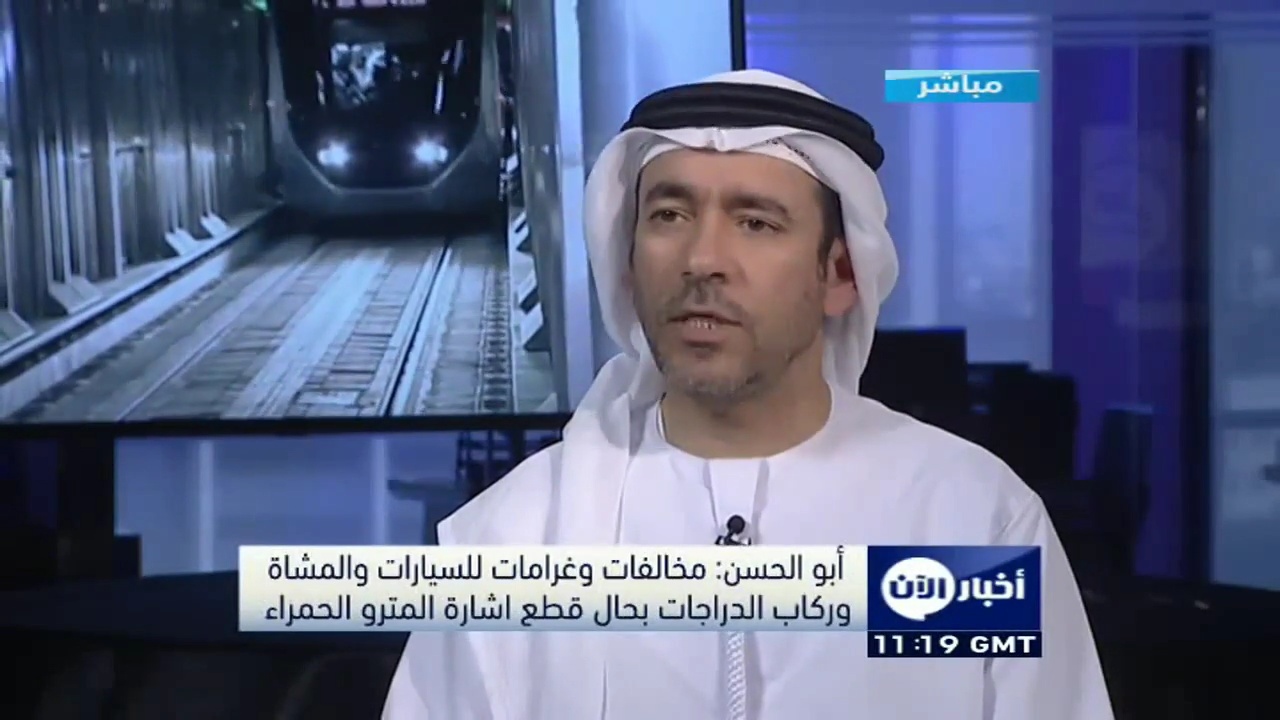 مباشر
أبو الحسن: مخالفات وغرامات للسيارات والمشاة
وركاب الدراجات بحال قطع اشارة المترو الحمراء
أخبار الآن
11:19 GMT